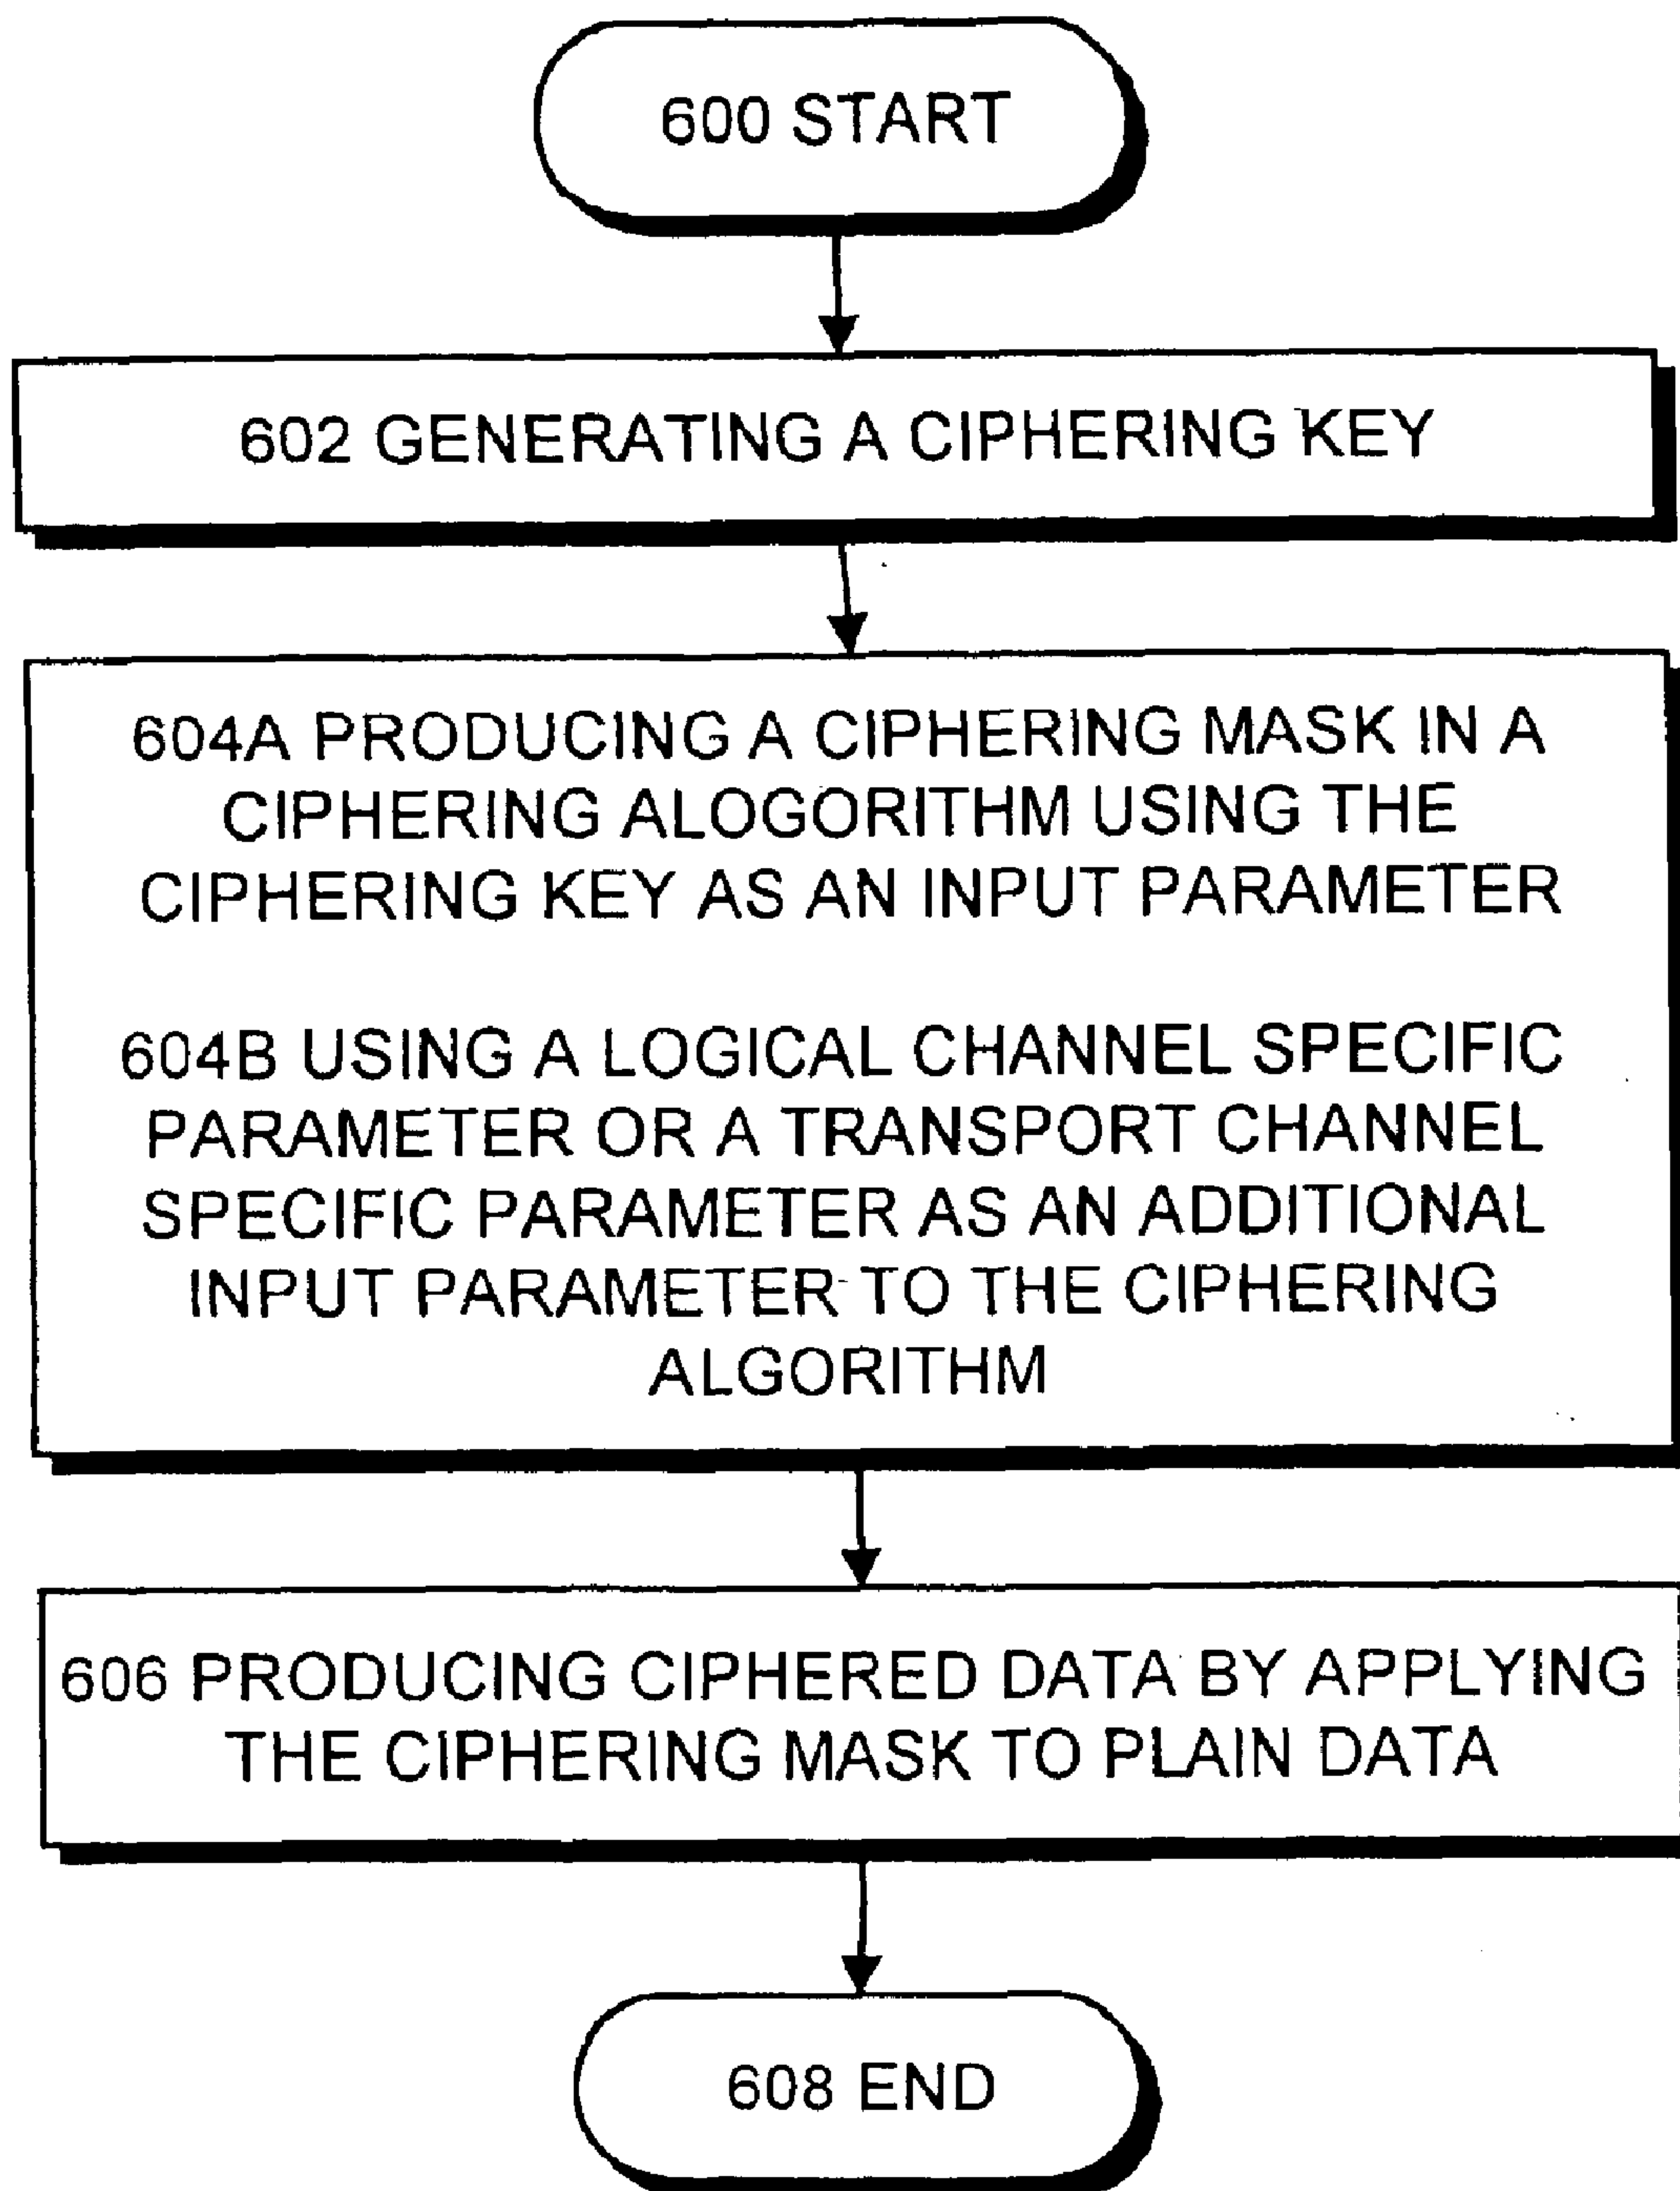 600 START
602 GENERATING A CIPHERING KEY
604A PRODUCING A CIPHERING MASK IN A
CIPHERING ALOGORITHM USING THE
CIPHERING KEY AS AN INPUT PARAMETER
604B USING A LOGICAL CHANNEL SPECIFIC
PARAMETER OR A TRANSPORT CHANNEL
SPECIFIC PARAMETER AS AN ADDITIONAL
INPUT PARAMETER TO THE CIPHERING
ALGORITHM
606 PRODUCING CIPHERED DATA BY APPLYING
THE CIPHERING MASK TO PLAIN DATA
608 END